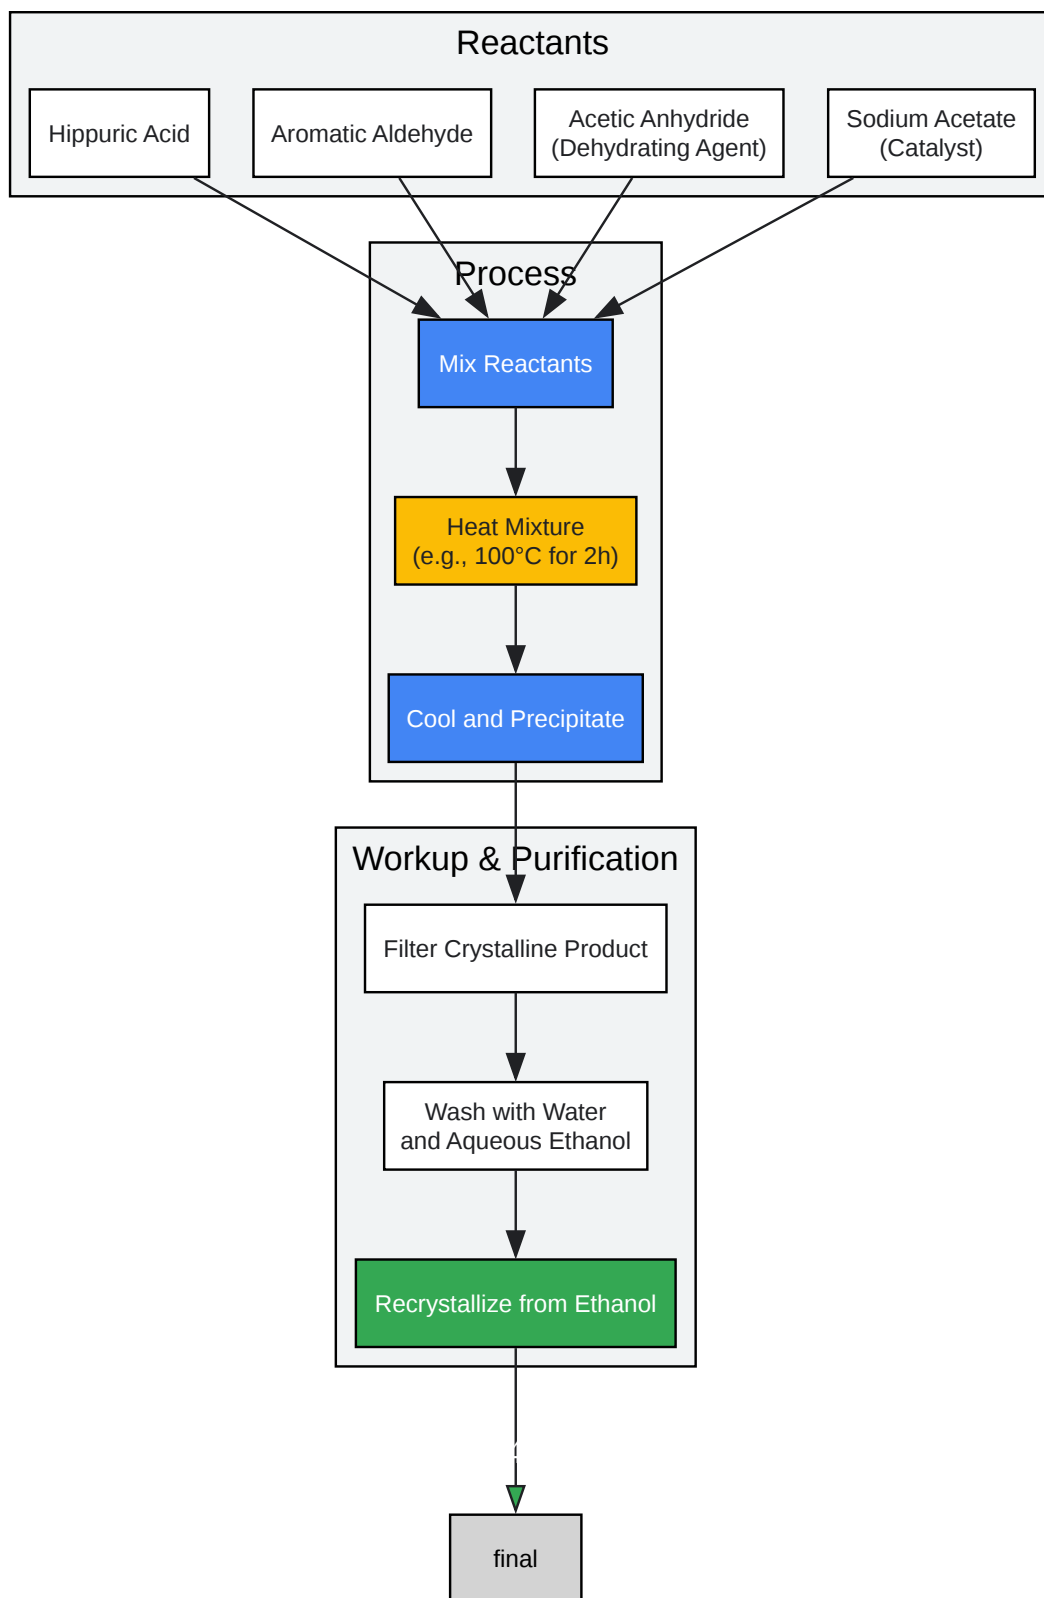 Reactants
Hippuric Acid
Aromatic Aldehyde
Acetic Anhydride
(Dehydrating Agent)
Sodium Acetate
(Catalyst)
Process
Mix Reactants
Heat Mixture
(e.g., 100°C for 2h)
Cool and Precipitate
Workup & Purification
Filter Crystalline Product
Wash with Water
and Aqueous Ethanol
Recrystallize from Ethanol
final